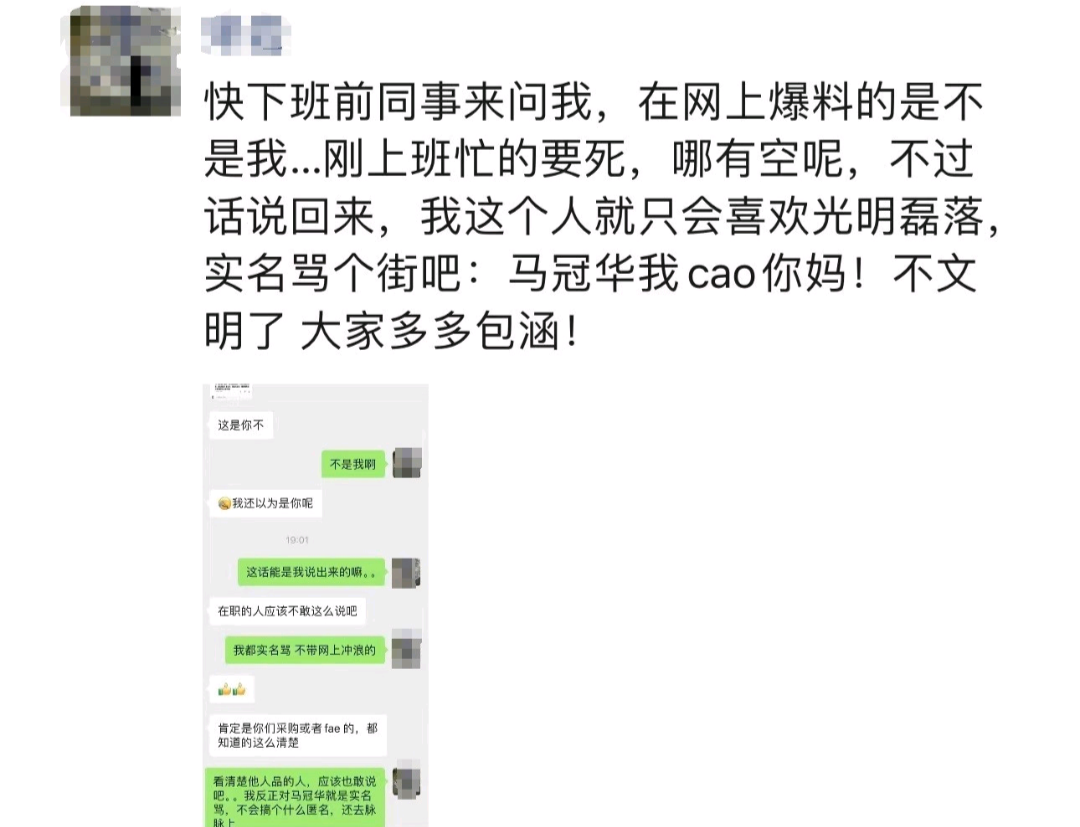 快下班前同事来问我，在网上爆料的是不
是我...刚上班忙的要死，哪有空呢，不过
话说回来，我这个人就只会喜欢光明磊落，
实名骂个街吧：马冠华我cao你妈！不文
明了 大家多多包涵！
这是你不
不是我啊
我还以为是你呢
19:01
这话能是我说出来的嘛。。
在职的人应该不敢这么说吧
我都实名骂 不带网上冲浪的
肯定是你们采购或者fae的，都
知道的这么清楚
看清楚他人品的人，应该也敢说
吧。。我反正对马冠华就是实名
骂，不会搞个什么匿名，还去脉
脉上